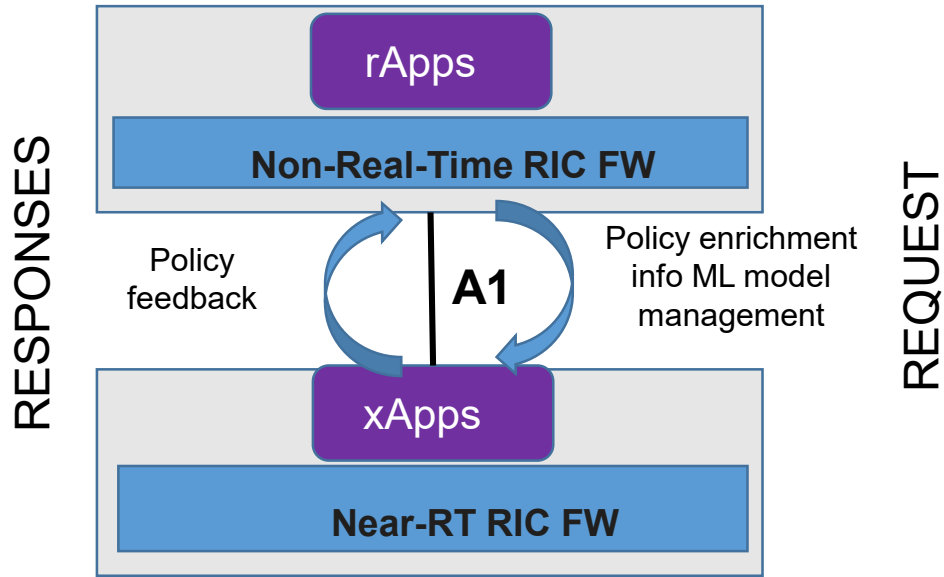 rApps
Non-Real-Time RIC FW
RESPONSES
Policy
feedback
A1
Policy enrichment
info ML model
management
REQUEST
xApps
Near-RT RIC FW